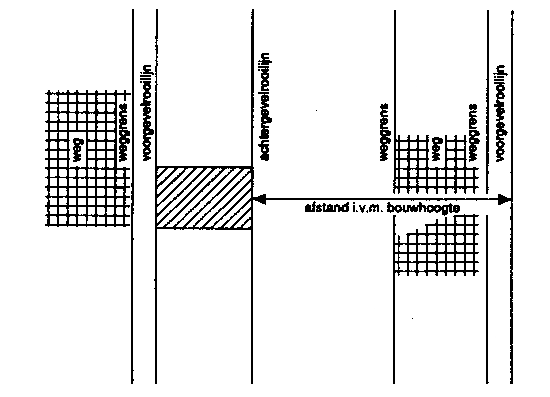 weg
weggrens
voorgevelrooilijn
achtergevelrooilijn
weggrens
weg
weggrens
voorgevelrooilijn
afstand i.v.m. bouwhoogte